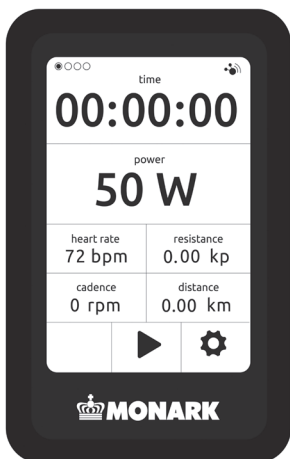 time
00:00:00
power
50 W
heart rate
resistance
72 bpm
0.00 kp
cadence
distance
0 rpm
0.00 km
MONARK